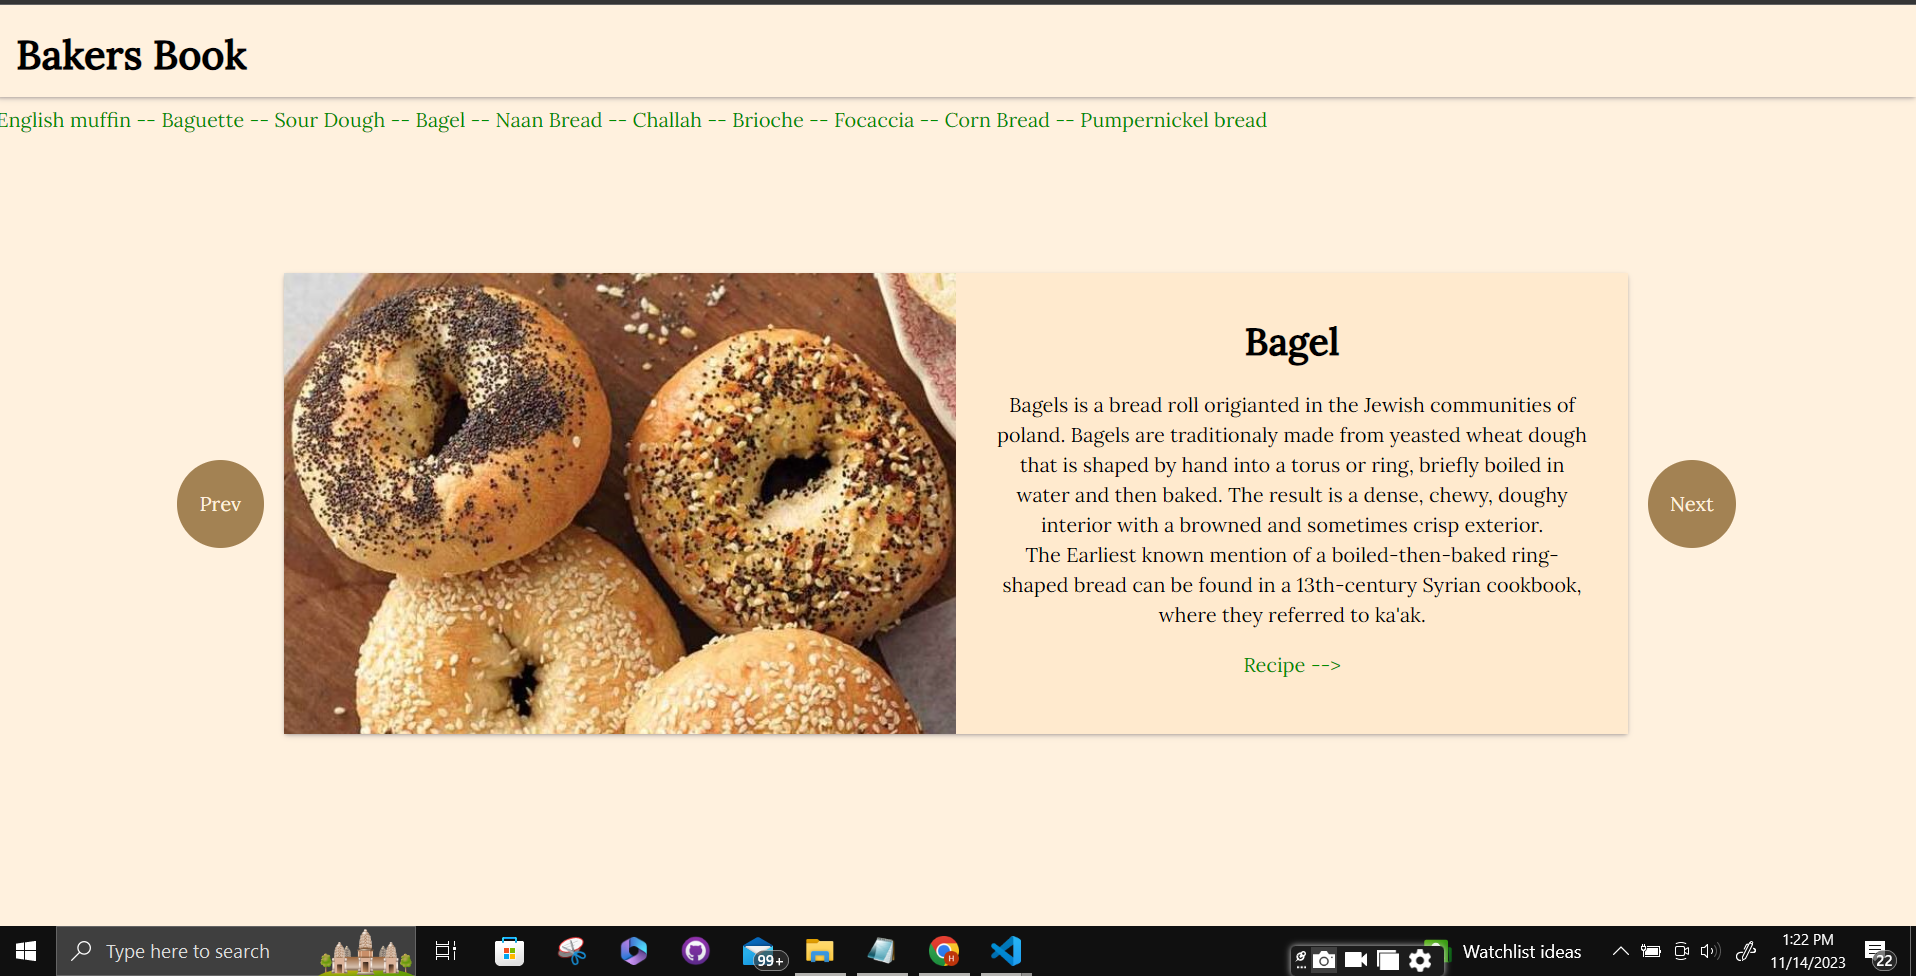 Bakers Book
English muffin -- Baguette -- Sour Dough -- Bagel -- Naan Bread -- Challah -- Brioche -- Focaccia -- Corn Bread -- Pumpernickel bread
Bagel
Bagels is a bread roll origianted in the Jewish communities of
poland. Bagels are traditionaly made from yeasted wheat dough
that is shaped by hand into a torus or ring, briefly boiled in
water and then baked. The result is a dense, chewy, doughy
interior with a browned and sometimes crisp exterior.
The Earliest known mention of a boiled-then-baked ring-
shaped bread can be found in a 13th-century Syrian cookbook,
where they referred to ka'ak.
Recipe -->
Prev
Next
Type here to search
99+
H
Watchlist ideas
1:22 PM
11/14/2023
22